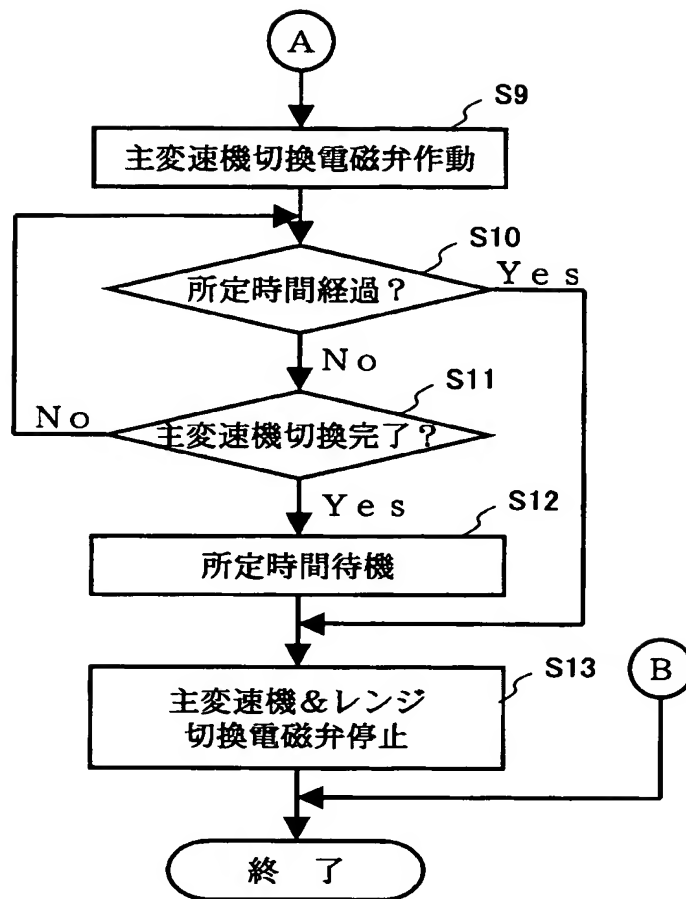 A
S9
主変速機切換電磁弁作動
S10
所定時間経過？
Yes
No
S11
主変速機切換完了？
No
Yes
S12
所定時間待機
S13
B
主変速機＆レンジ
切換電磁弁停止
終 了